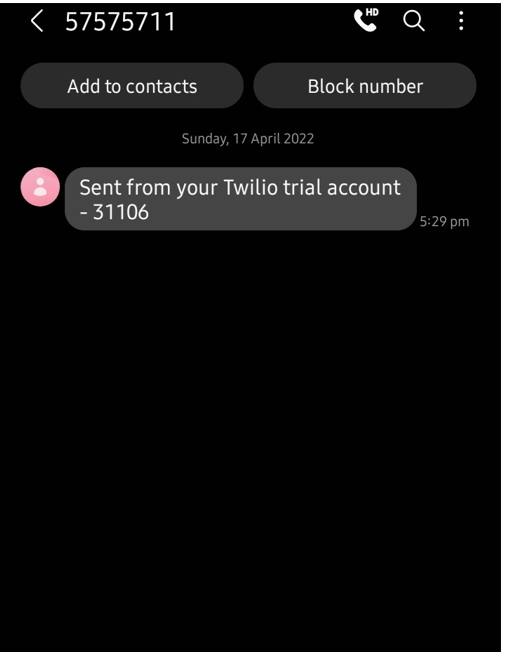 57575711
HD
Add to contacts
Block number
Sunday, 17 April 2022
Sent from your Twilio trial account
- 31106
5:29 pm